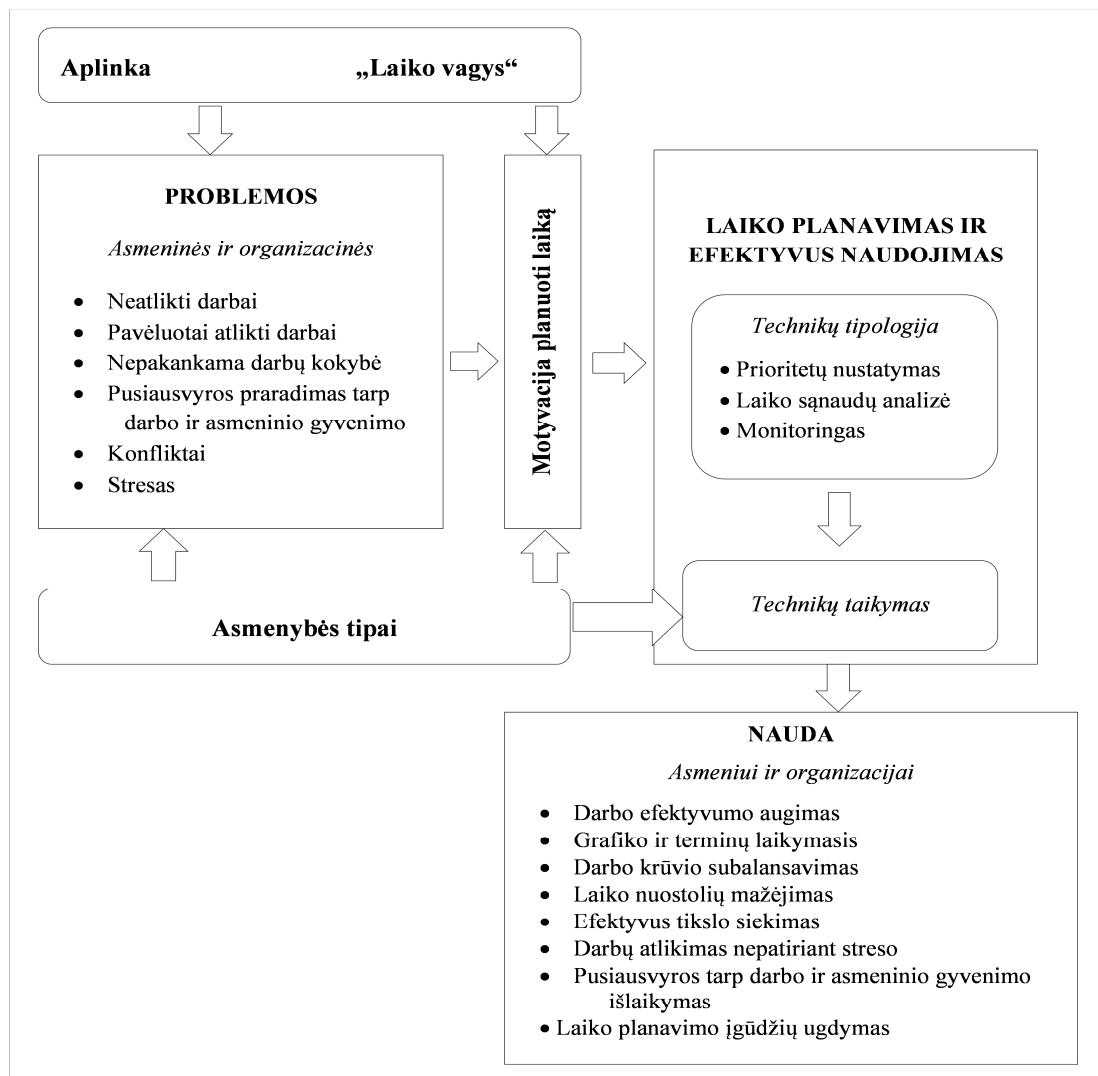 Aplinka „Laiko vagys“
PROBLEMOS
Asmeninės ir organizacinės
• Neatlikti darbai
• Pavėluotai atlikti darbai
• Nepakankama darbų kokybė
• Pusiausvyros praradimas tarp
darbo ir asmeninio gyvenimo
• Konfliktai
• Stresas
Motyvacija planuoti laiką
LAIKO PLANAVIMAS IR
EFEKTYVUS NAUDOJIMAS
Technikų tipologija
• Prioritetų nustatymas
• Laiko sąnaudų analizė
• Monitoringas
Technikų taikymas
Asmenybės tipai
NAUDA
Asmeniui ir organizacijai
• Darbo efektyvumo augimas
• Grafiko ir terminų laikymasis
• Darbo krūvio subalansavimas
• Laiko nuostolių mažėjimas
• Efektyvus tikslo siekimas
• Darbų atlikimas nepatiriant streso
• Pusiausvyros tarp darbo ir asmeninio gyvenimo
išlaikymas
• Laiko planavimo įgūdžių ugdymas